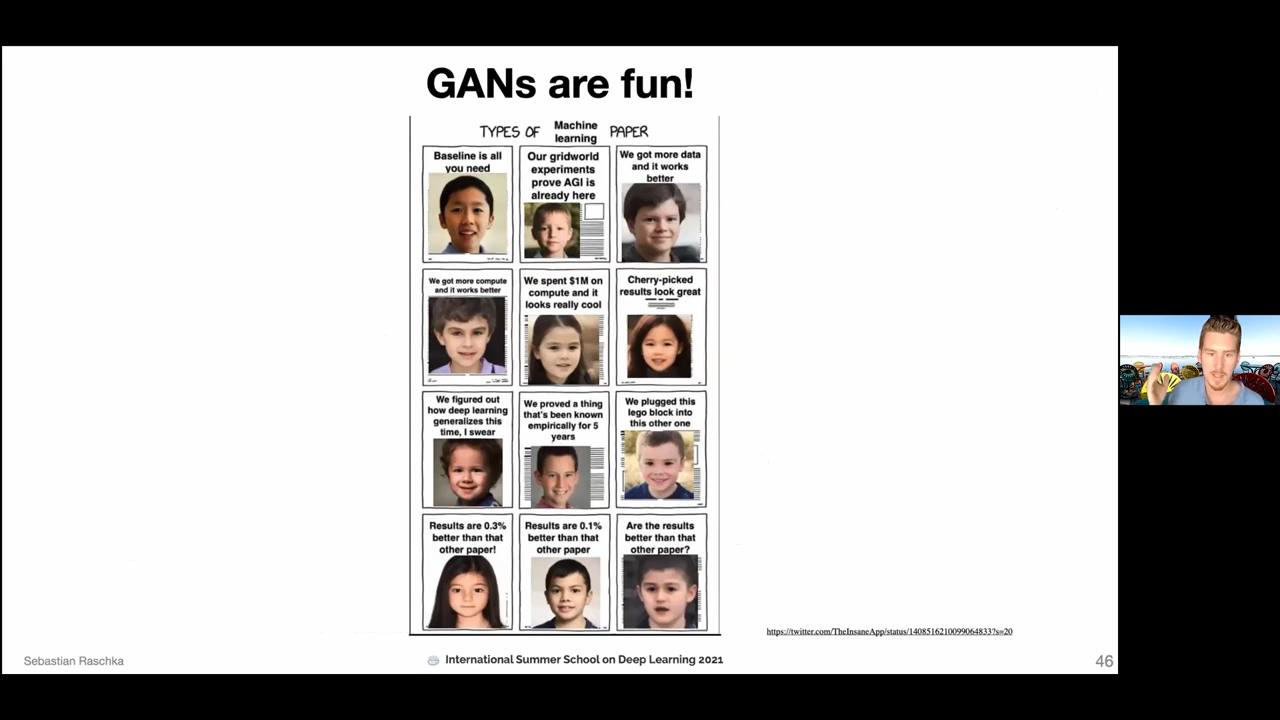 GANs are fun!
TYPES OF Machine learning PAPER
Baseline is all
you need
Our gridworld
experiments
prove AGI is
already here
We got more data
and it works
better
We got more compute
and it works better
We spent $1M on
compute and it
looks really cool
Cherry-picked
results look great
We figured out
how deep learning
generalizes this
time, I swear
We proved a thing
that's been known
empirically for 5
years
We plugged this
lego block into
this other one
Results are 0.3%
better than that
other paper!
Results are 0.1%
better than that
other paper
Are the results
better than that
other paper?
https://twitter.com/TheInsaneApp/status/1408516210099064833?s=20
Sebastian Raschka
International Summer School on Deep Learning 2021
46